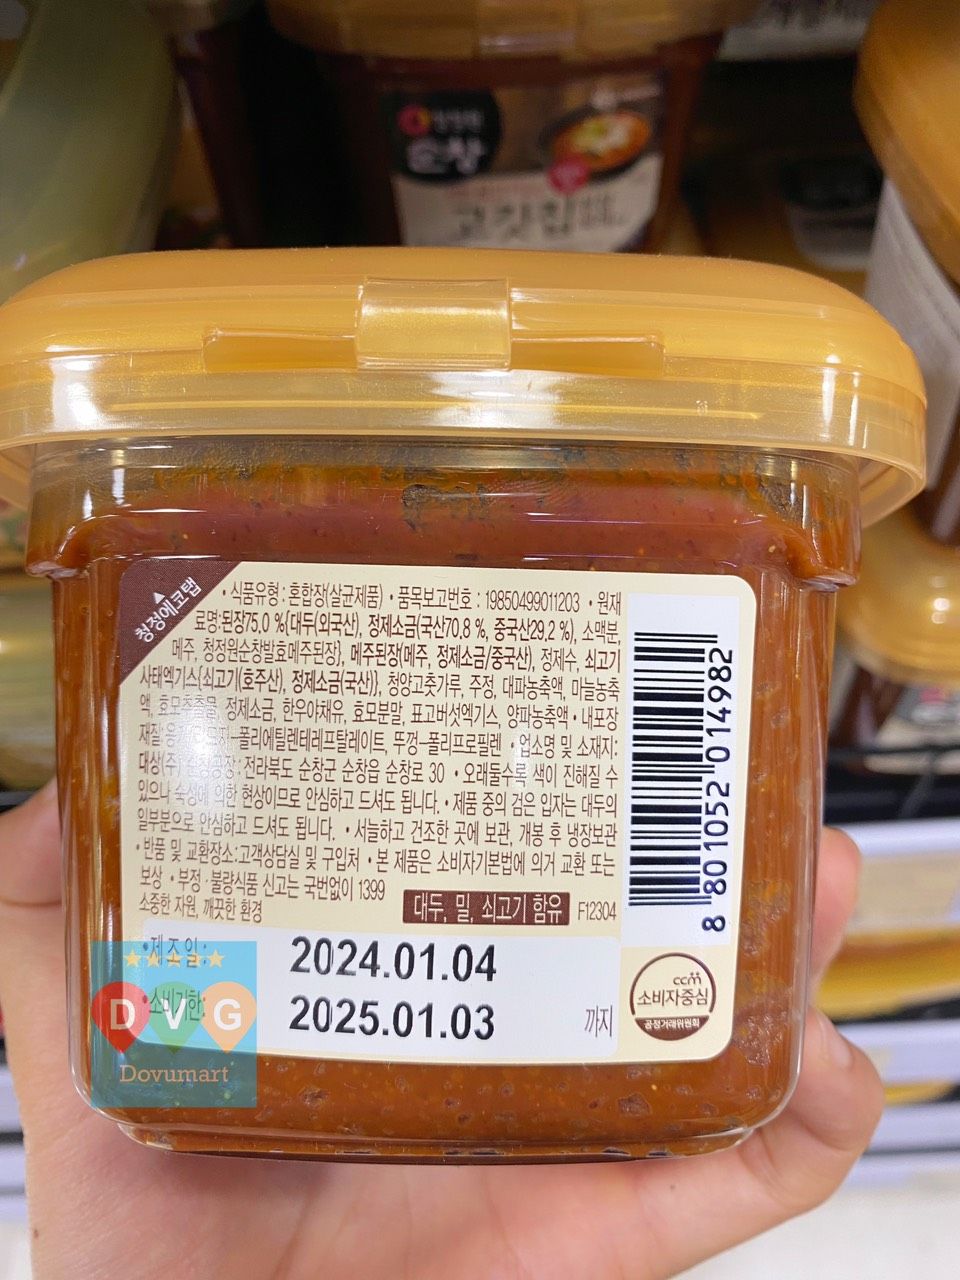 청정원
순창
고깃집
청정에코탭
• 식품유형 : 혼합장(살균제품) • 품목보고번호 : 19850499011203 • 원재
료명:된장75.0 %{대두(외국산), 정제소금(국산70.8 %, 중국산29.2 %), 소맥분,
메주, 청정원순창발효메주된장}, 메주된장(메주, 정제소금/중국산), 정제수, 쇠고기
사태엑기스{쇠고기(호주산), 정제소금(국산)}, 청양고춧가루, 주정, 대파농축액, 마늘농축
액, 효모추출물, 정제소금, 한우야채유, 효모분말, 표고버섯엑기스, 양파농축액 • 내포장
재질:용기-폴리에틸렌테레프탈레이트, 뚜껑-폴리프로필렌 • 업소명 및 소재지:
대상(주) 순창공장 : 전라북도 순창군 순창읍 순창로 30 • 오래둘수록 색이 진해질 수
있으나 숙성에 의한 현상이므로 안심하고 드셔도 됩니다. • 제품 중의 검은 입자는 대두의
일부분으로 안심하고 드셔도 됩니다. • 서늘하고 건조한 곳에 보관, 개봉 후 냉장보관
• 반품 및 교환장소:고객상담실 및 구입처 • 본 제품은 소비자기본법에 의거 교환 또는
보상 • 부정·불량식품 신고는 국번없이 1399
소중한 자원, 깨끗한 환경
대두, 밀, 쇠고기 함유
F12304
8 801052 014982
•제조일:
2024.01.04
•소비기한:
2025.01.03
까지
ccm
소비자중심
공정거래위원회
DVG
Dovumart